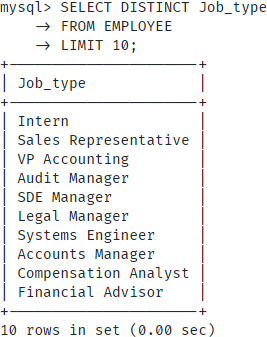 mysql> SELECT DISTINCT Job_type
    -> FROM EMPLOYEE
    -> LIMIT 10;
+----------------------+
| Job_type             |
+----------------------+
| Intern               |
| Sales Representative |
| VP Accounting        |
| Audit Manager        |
| SDE Manager          |
| Legal Manager        |
| Systems Engineer     |
| Accounts Manager     |
| Compensation Analyst |
| Financial Advisor    |
+----------------------+
10 rows in set (0.00 sec)